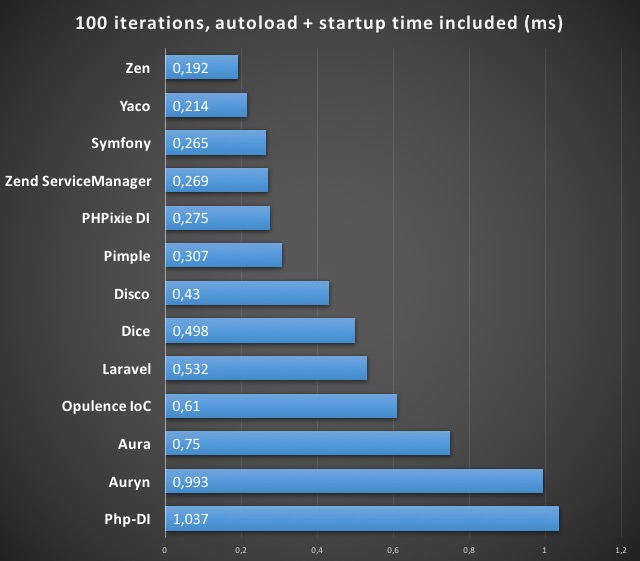 100 iterations, autoload + startup time included (ms)
Zen 0,192
Yaco 0,214
Symfony 0,265
Zend ServiceManager 0,269
PHPixie DI 0,275
Pimple 0,307
Disco 0,43
Dice 0,498
Laravel 0,532
Opulence IoC 0,61
Aura 0,75
Auryn 0,993
Php-DI 1,037
0 0,2 0,4 0,6 0,8 1 1,2